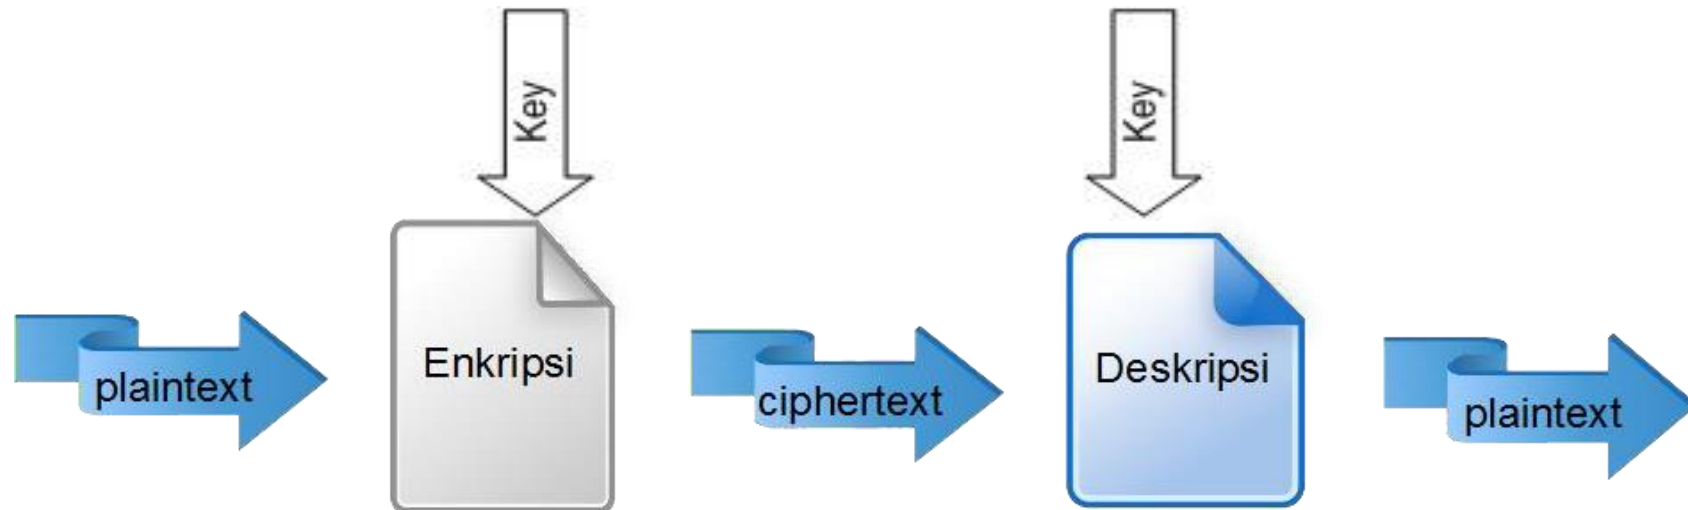 Key
Key
plaintext
Enkripsi
ciphertext
Deskripsi
plaintext